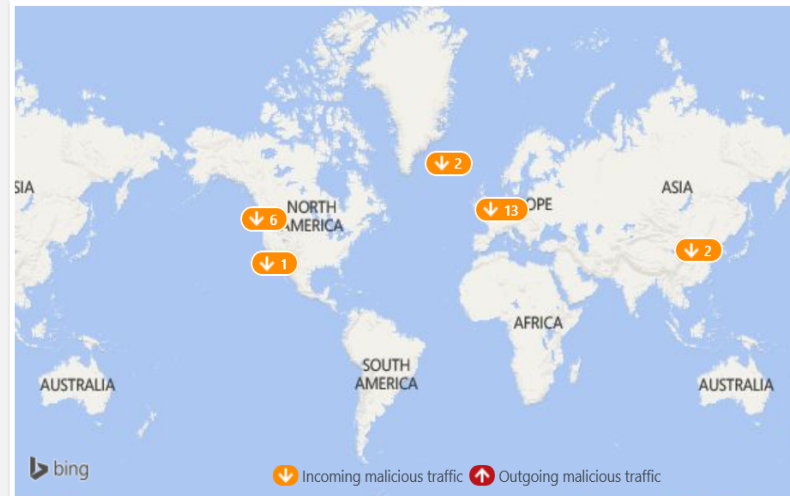 2
SIA
ASIA
NORTH
AMERICA
6
13
OPE
2
1
AFRICA
SOUTH
AMERICA
AUSTRALIA
AUSTRALIA
bing
Incoming malicious traffic
Outgoing malicious traffic